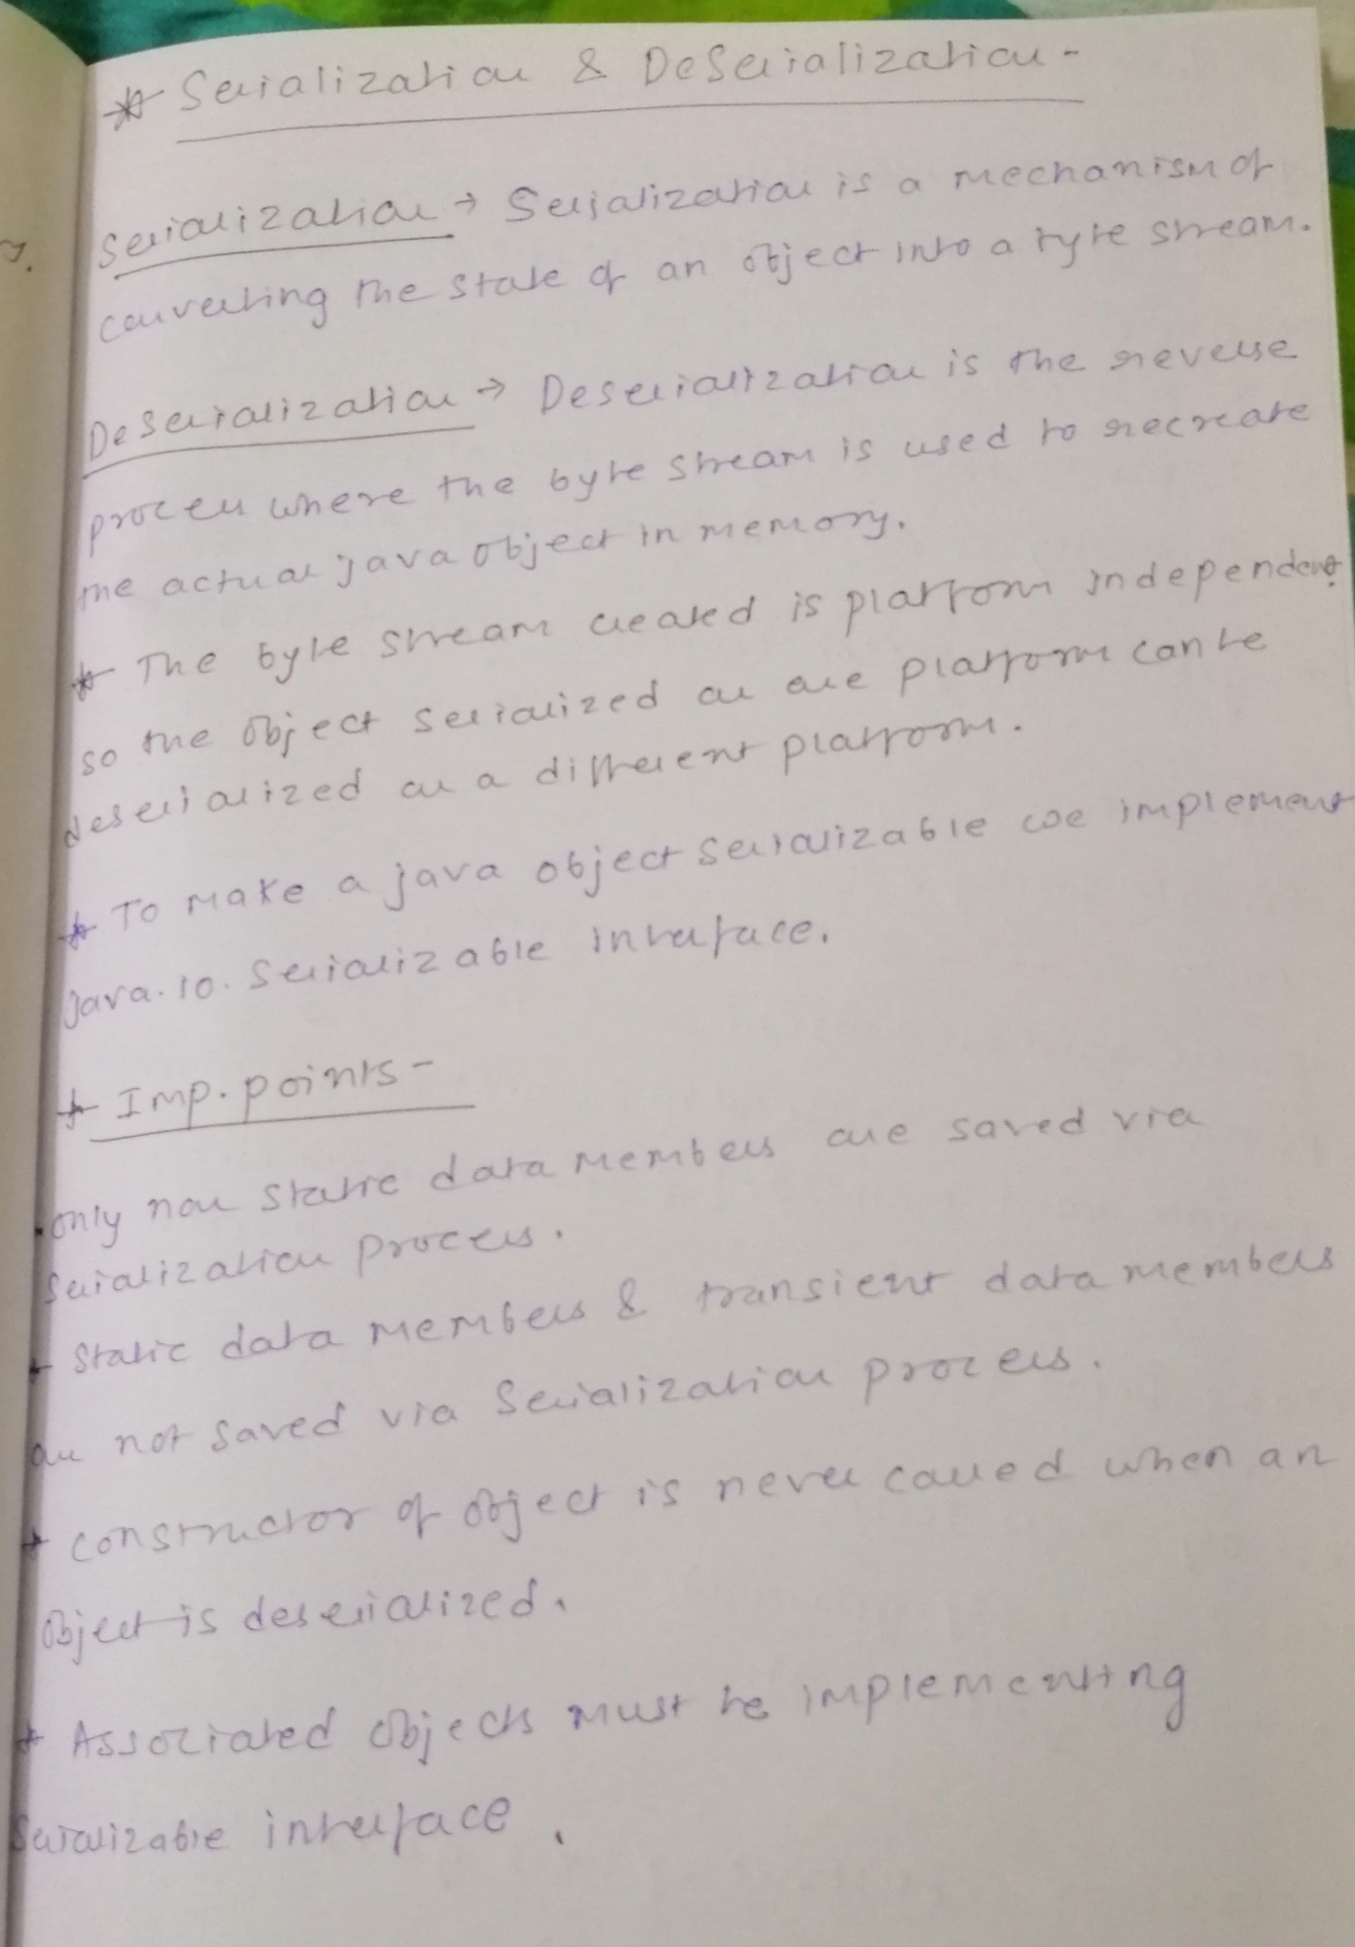 * Serialization & DeSerialization -
Serialization → Serialization is a mechanism of
converting the state of an object into a byte stream.
DeSerialization → Deserialization is the reverse
process where the byte stream is used to recreate
the actual java object in memory.
* The byte stream created is platform independent.
so the object serialized on one platform can be
deserialized on a different platform.
* To make a java object serializable we implement
java.io.Serializable interface.
* Imp. points -
• only non static data members are saved via
serialization process.
* Static data members & transient data members
are not saved via Serialization process.
* constructor of object is never called when an
object is deserialized.
* Associated objects must be implementing
Serializable interface.